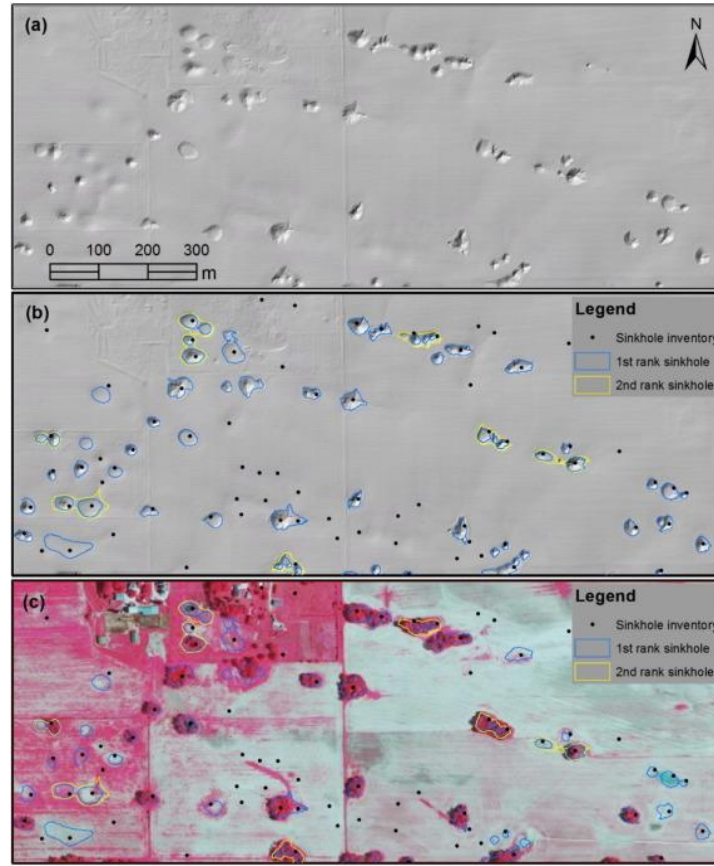 (a)
N
0 100 200 300
m
(b)
Legend
Sinkhole inventory
1st rank sinkhole
2nd rank sinkhole
(c)
Legend
Sinkhole inventory
1st rank sinkhole
2nd rank sinkhole